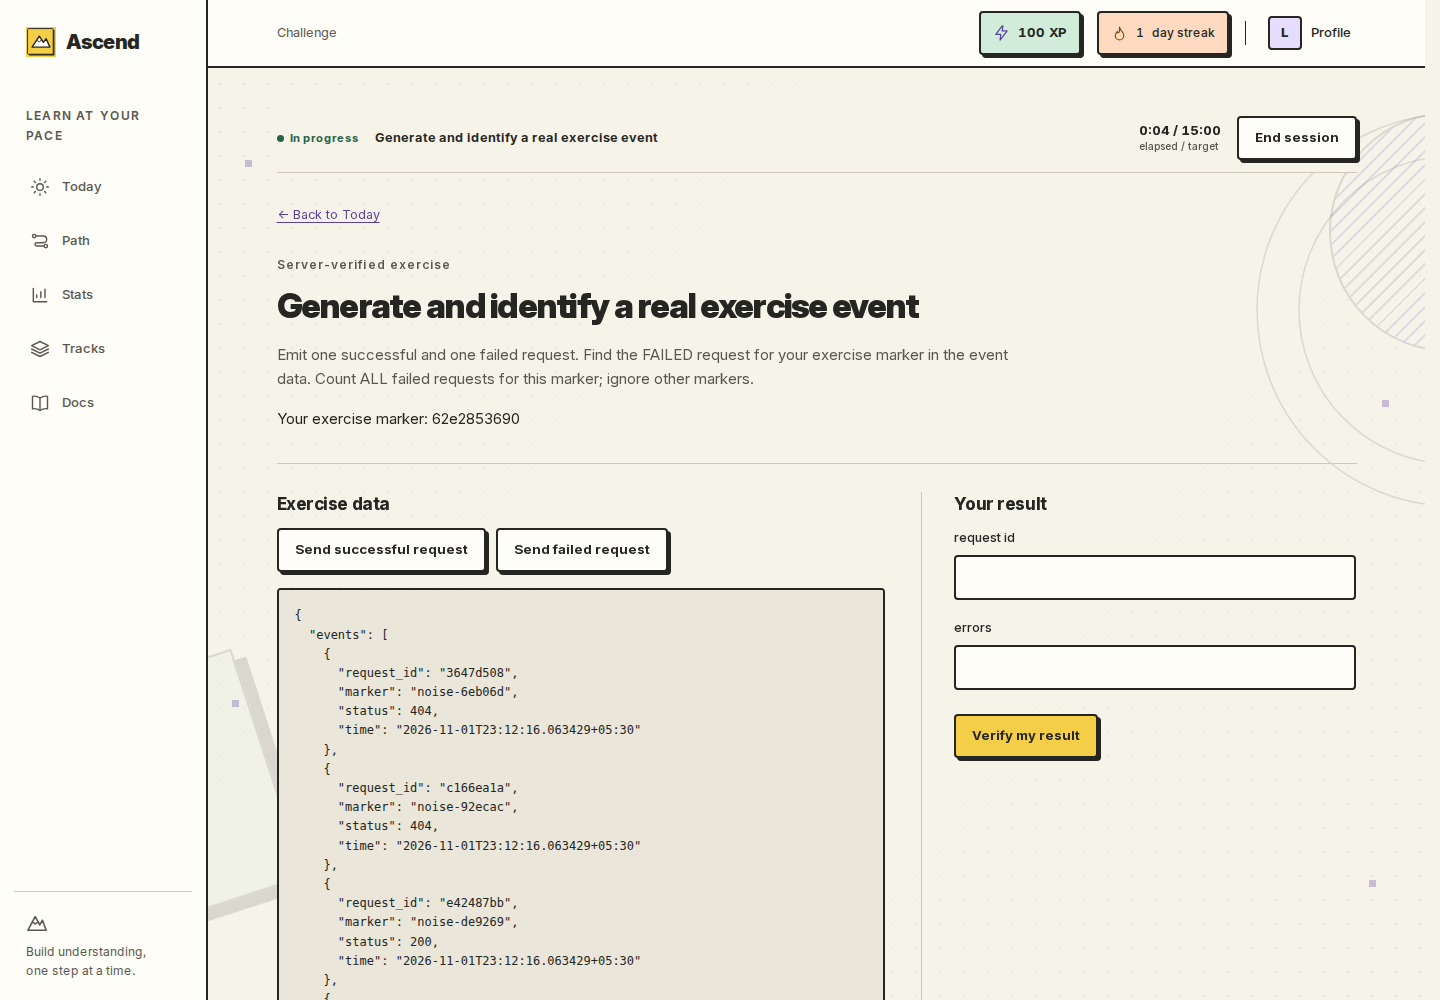 Ascend
LEARN AT YOUR
PACE
Today
Path
Stats
Tracks
Docs
Build understanding,
one step at a time.
Challenge
100 XP
1 day streak
L
Profile
In progress
Generate and identify a real exercise event
0:04 / 15:00
elapsed / target
End session
← Back to Today
Server-verified exercise
Generate and identify a real exercise event
Emit one successful and one failed request. Find the FAILED request for your exercise marker in the event
data. Count ALL failed requests for this marker; ignore other markers.
Your exercise marker: 62e2853690
Exercise data
Send successful request
Send failed request
{
"events": [
{
"request_id": "3647d508",
"marker": "noise-6eb06d",
"status": 404,
"time": "2026-11-01T23:12:16.063429+05:30"
},
{
"request_id": "c166ea1a",
"marker": "noise-92ecac",
"status": 404,
"time": "2026-11-01T23:12:16.063429+05:30"
},
{
"request_id": "e42487bb",
"marker": "noise-de9269",
"status": 200,
"time": "2026-11-01T23:12:16.063429+05:30"
},
{
Your result
request id
errors
Verify my result